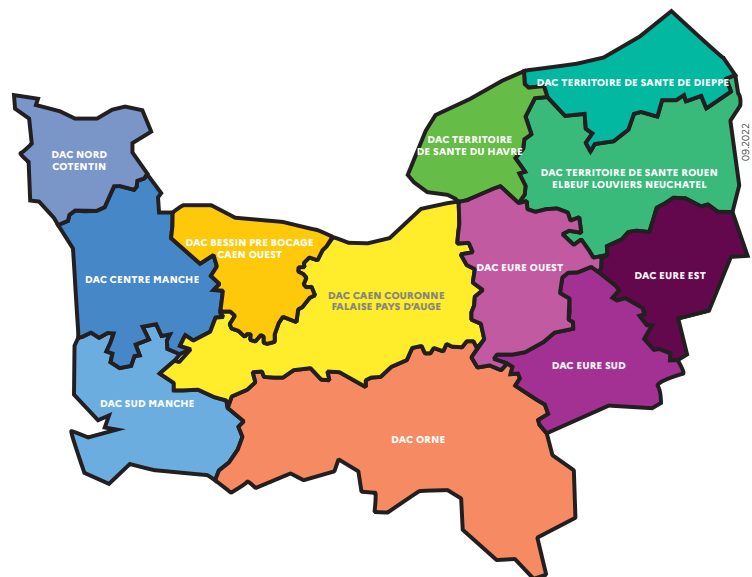 DAC TERRITOIRE DE SANTE DE DIEPPE
09.2022
DAC TERRITOIRE
DE SANTE DU HAVRE
DAC NORD
COTENTIN
DAC TERRITOIRE DE SANTE ROUEN
ELBEUF LOUVIERS NEUCHATEL
DAC BESSIN PRE BOCAGE
CAEN OUEST
DAC EURE OUEST
DAC EURE EST
DAC CENTRE MANCHE
DAC CAEN COURONNE
FALAISE PAYS D'AUGE
DAC EURE SUD
DAC SUD MANCHE
DAC ORNE